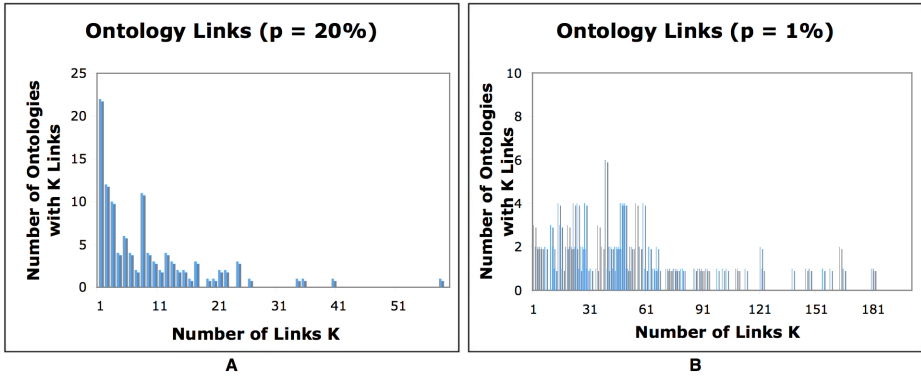 Ontology Links (p = 20%)
Number of Ontologies
with K Links
25
20
15
10
5
0
1
11
21
31
41
51
Number of Links K
A
Ontology Links (p = 1%)
Number of Ontologies
with K Links
10
8
6
4
2
0
1
31
61
91
121
151
181
Number of Links K
B